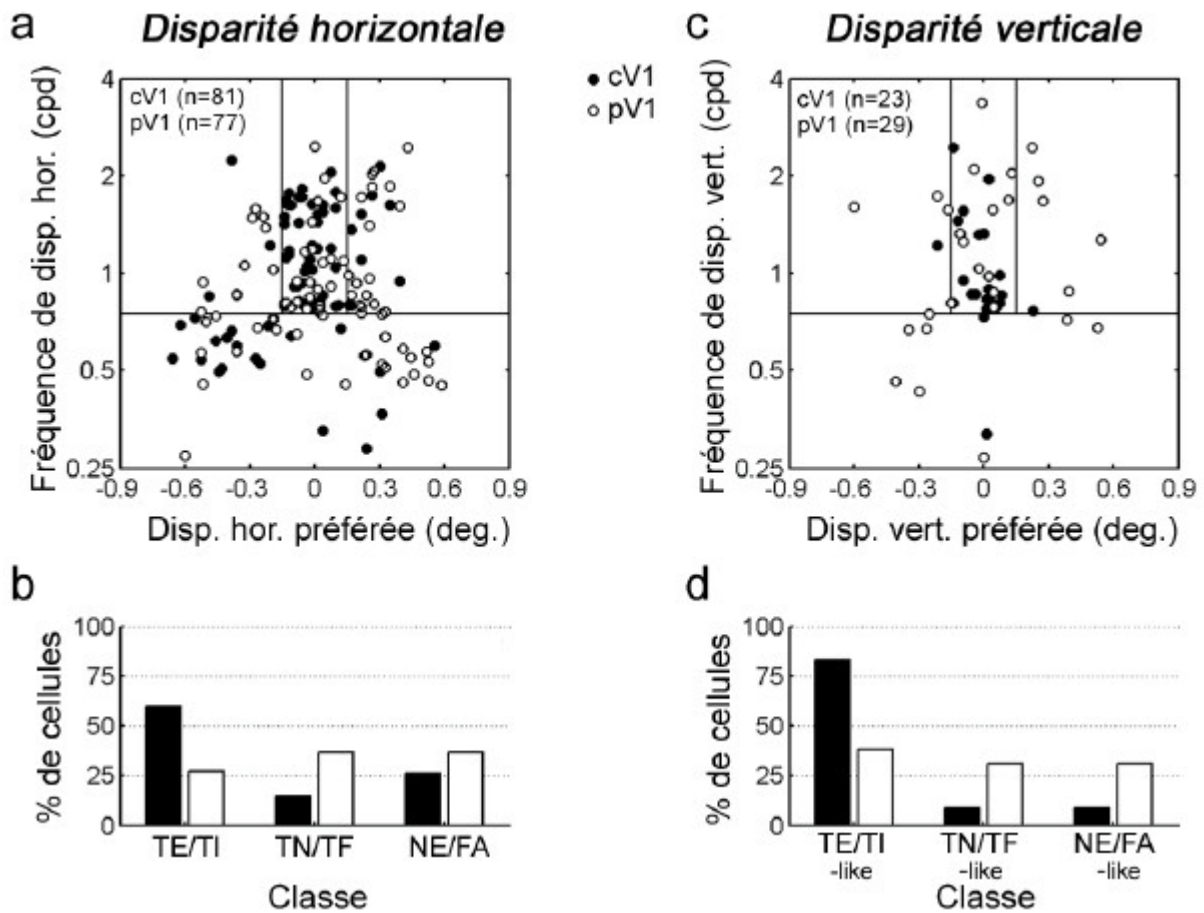 a
Disparité horizontale
Fréquence de disp. hor. (cpd)
cV1 (n=81)
pV1 (n=77)
4
2
1
0.5
0.25
-0.9 -0.6 -0.3 0 0.3 0.6 0.9
Disp. hor. préférée (deg.)
cV1
pV1
c
Disparité verticale
Fréquence de disp. vert. (cpd)
cV1 (n=23)
pV1 (n=29)
4
2
1
0.5
0.25
-0.9 -0.6 -0.3 0 0.3 0.6 0.9
Disp. vert. préférée (deg.)
b
% de cellules
100
75
50
25
0
TE/TI TN/TF NE/FA
Classe
d
% de cellules
100
75
50
25
0
TE/TI TN/TF NE/FA
-like -like -like
Classe